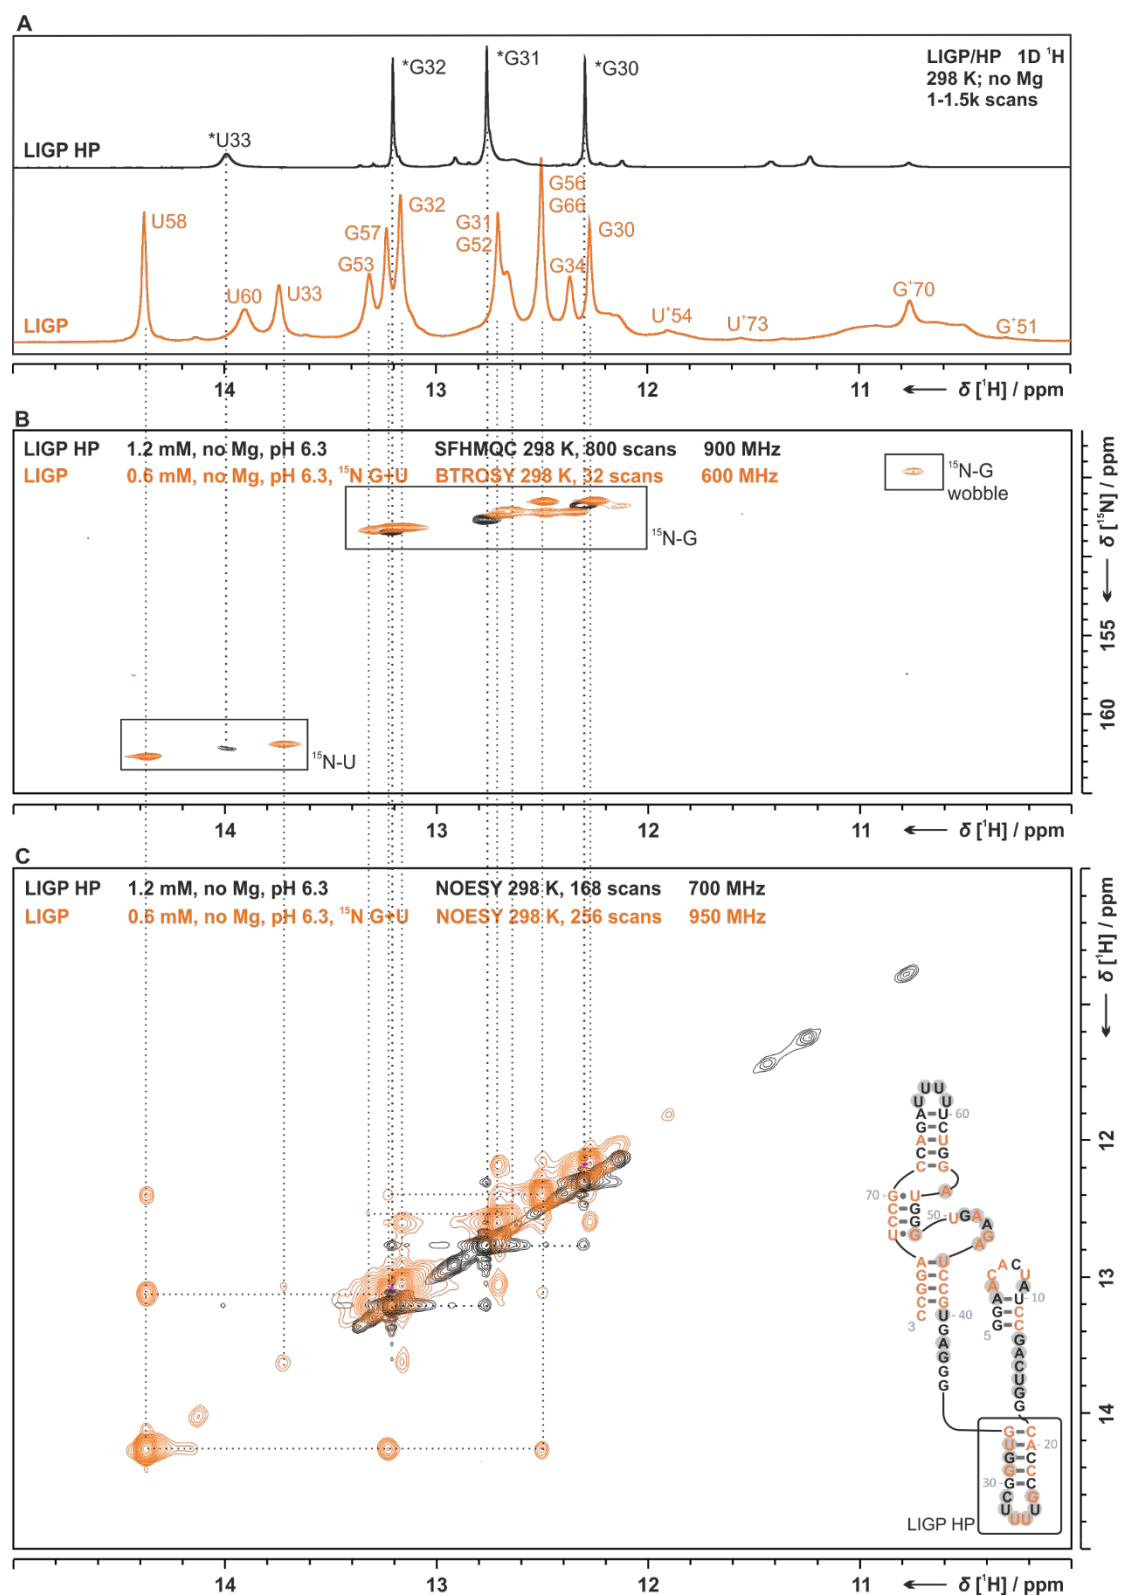 A
LIGP/HP 1D ¹H
298 K; no Mg
1-1.5k scans
*G32
*G31
*G30
*U33
LIGP HP
G56
G66
U58
G57
G32
G31
G52
G30
G53
G34
U60
U33
G⁺70
U⁺54
U⁺73
G⁺51
LIGP
14 13 12 11 δ [¹H] / ppm
B
LIGP HP 1.2 mM, no Mg, pH 6.3 SFHMQC 298 K, 800 scans 900 MHz
LIGP 0.6 mM, no Mg, pH 6.3, ¹⁵N G+U BTROSY 298 K, 32 scans 600 MHz
¹⁵N-G
wobble
¹⁵N-G
¹⁵N-U
155
160
δ [¹⁵N] / ppm
14 13 12 11 δ [¹H] / ppm
C
LIGP HP 1.2 mM, no Mg, pH 6.3 NOESY 298 K, 168 scans 700 MHz
LIGP 0.6 mM, no Mg, pH 6.3, ¹⁵N G+U NOESY 298 K, 256 scans 950 MHz
δ [¹H] / ppm
12
13
14
U U U U
U U
A C
G U
A G
C G
C
60
70
G U
C G
C G
U G
A
50
U G A A
G
A
A U
G C
G C
C G
C U
3
40
G
A
G
G
G
A C
C U
A A
A U
G C
G C
10
5
G
A
C
U
G
G
G C
U A
G C
G C
G C
C G
U U
U U
20
30
LIGP HP
14 13 12 11 δ [¹H] / ppm